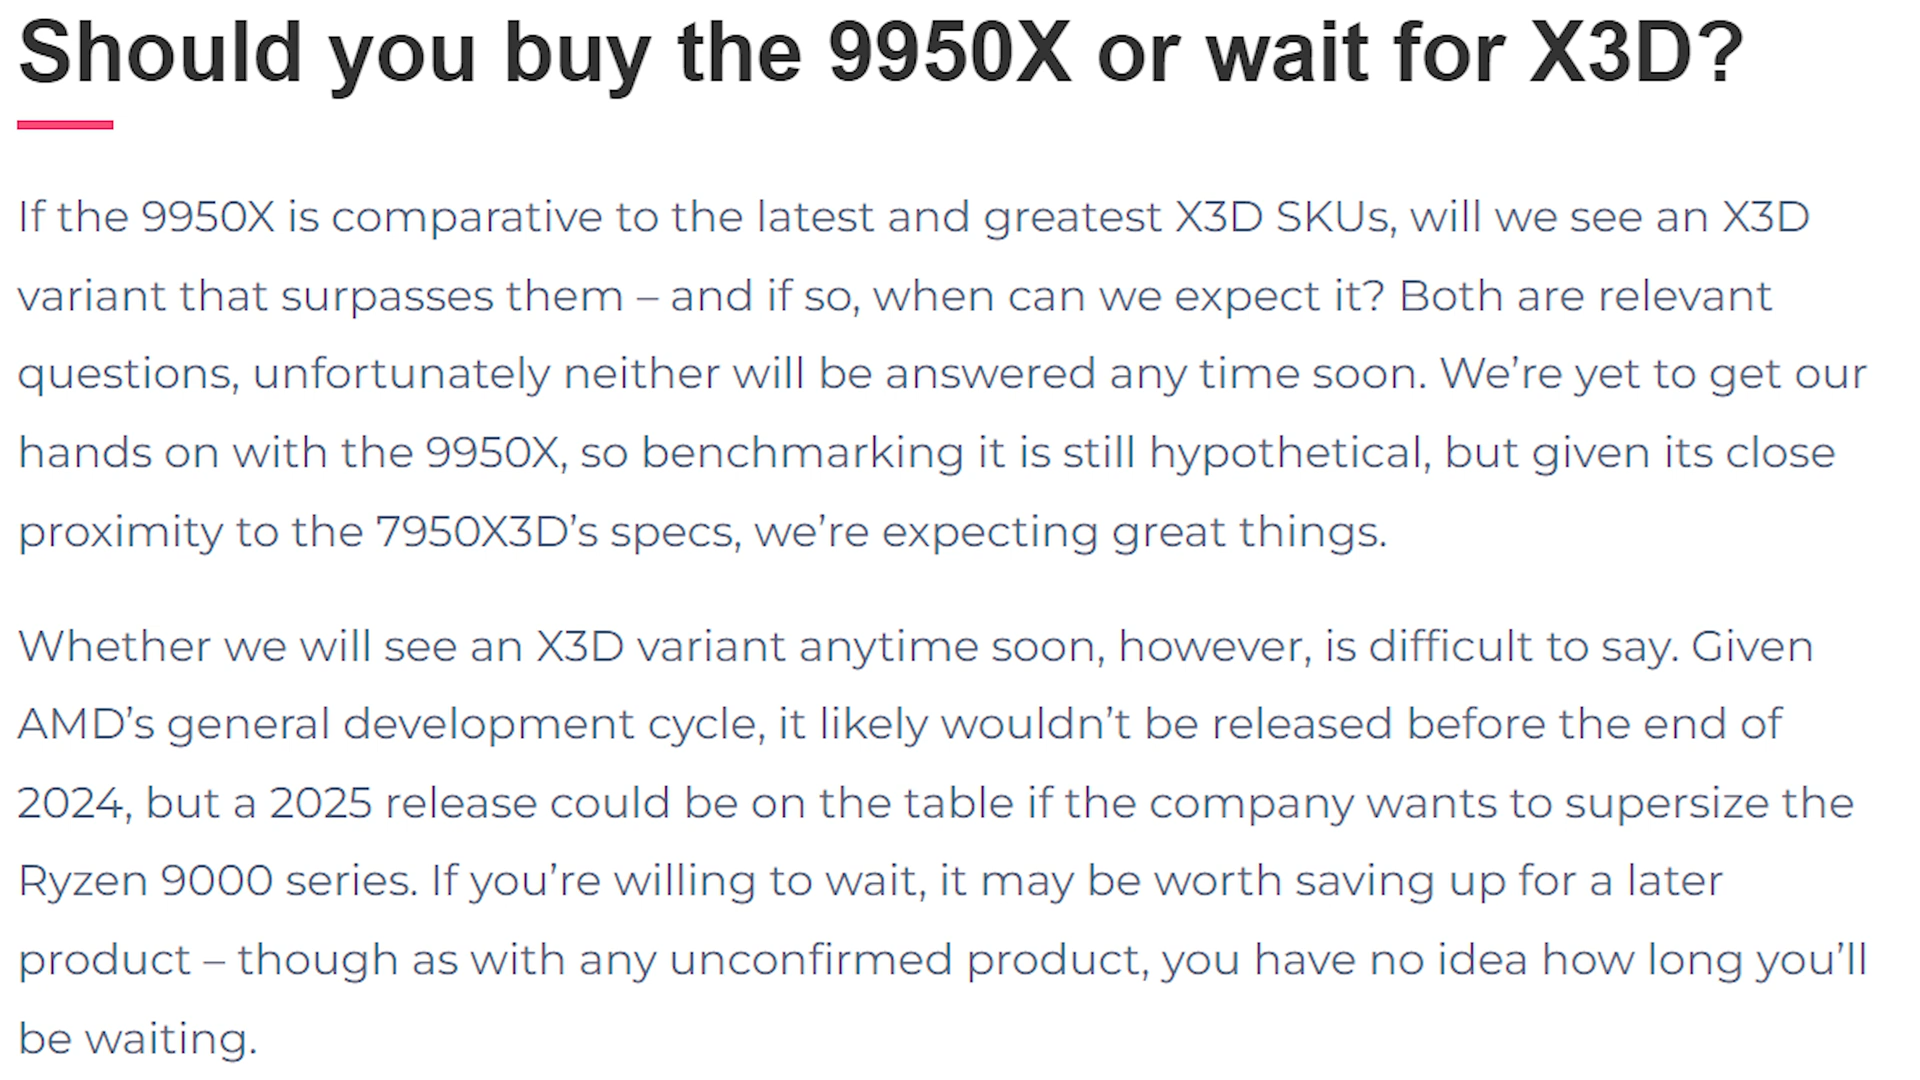 Should you buy the 9950X or wait for X3D?
If the 9950X is comparative to the latest and greatest X3D SKUs, will we see an X3D
variant that surpasses them – and if so, when can we expect it? Both are relevant
questions, unfortunately neither will be answered any time soon. We’re yet to get our
hands on with the 9950X, so benchmarking it is still hypothetical, but given its close
proximity to the 7950X3D’s specs, we’re expecting great things.
Whether we will see an X3D variant anytime soon, however, is difficult to say. Given
AMD’s general development cycle, it likely wouldn’t be released before the end of
2024, but a 2025 release could be on the table if the company wants to supersize the
Ryzen 9000 series. If you’re willing to wait, it may be worth saving up for a later
product – though as with any unconfirmed product, you have no idea how long you’ll
be waiting.